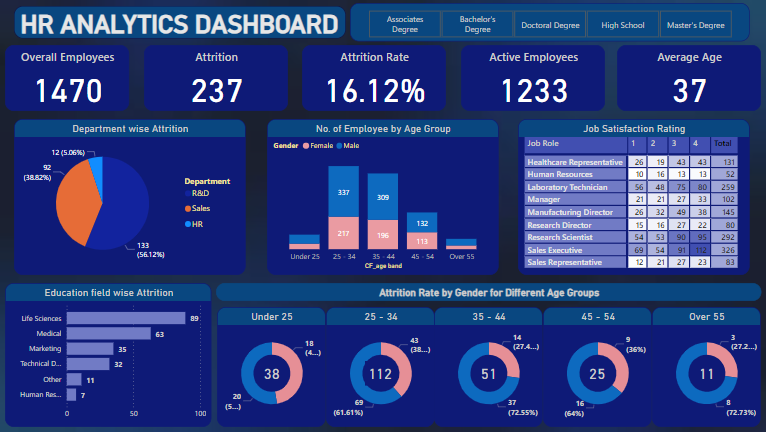 HR ANALYTICS DASHBOARD
Associates
Degree
Bachelor's
Degree
Doctoral Degree
High School
Master's Degree
Overall Employees
1470
Attrition
237
Attrition Rate
16.12%
Active Employees
1233
Average Age
37
Department wise Attrition
12 (5.06%)
92
(38.82%)
133
(56.12%)
Department
R&D
Sales
HR
No. of Employee by Age Group
Gender Female Male
337
217
309
196
132
113
Under 25 25 - 34 35 - 44 45 - 54 Over 55
CF_age band
Job Satisfaction Rating
Job Role 1 2 3 4 Total
Healthcare Representative 26 19 43 43 131
Human Resources 10 16 13 13 52
Laboratory Technician 56 48 75 80 259
Manager 21 21 27 33 102
Manufacturing Director 26 32 49 38 145
Research Director 15 16 27 22 80
Research Scientist 54 53 90 95 292
Sales Executive 69 54 91 112 326
Sales Representative 12 21 27 23 83
Education field wise Attrition
Life Sciences 89
Medical 63
Marketing 35
Technical D... 32
Other 11
Human Res... 7
0 50 100
Attrition Rate by Gender for Different Age Groups
Under 25
18
(4...)
38
20
(5...)
25 - 34
43
(38...)
112
69
(61.61%)
35 - 44
14
(27.4...)
51
37
(72.55%)
45 - 54
9
(36%)
25
16
(64%)
Over 55
3
(27.2...)
11
8
(72.73%)